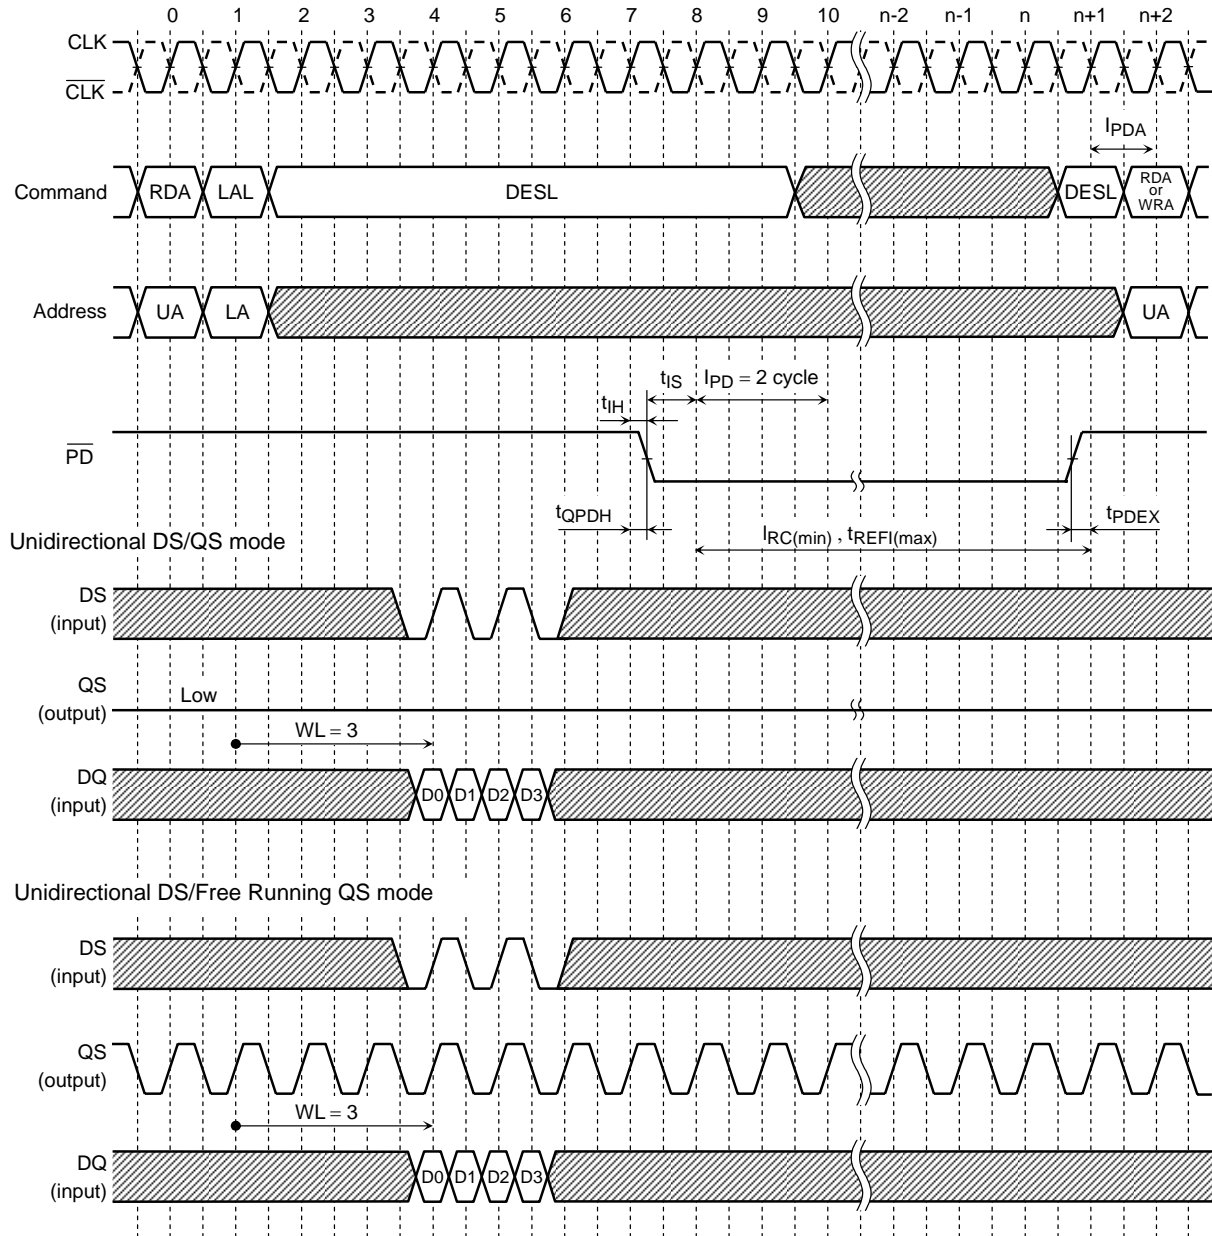 0 1 2 3 4 5 6 7 8 9 10 n-2 n-1 n n+1 n+2
CLK
CLK
IPDA
Command RDA LAL DESL DESL RDA or WRA
Address UA LA UA
tIS IPD = 2 cycle
tIH
PD
tQPDH tPDEX
IRC(min) , tREFI(max)
Unidirectional DS/QS mode
DS
(input)
QS
Low
(output)
WL = 3
DQ
D0 D1 D2 D3
(input)
Unidirectional DS/Free Running QS mode
DS
(input)
QS
(output)
WL = 3
DQ
D0 D1 D2 D3
(input)